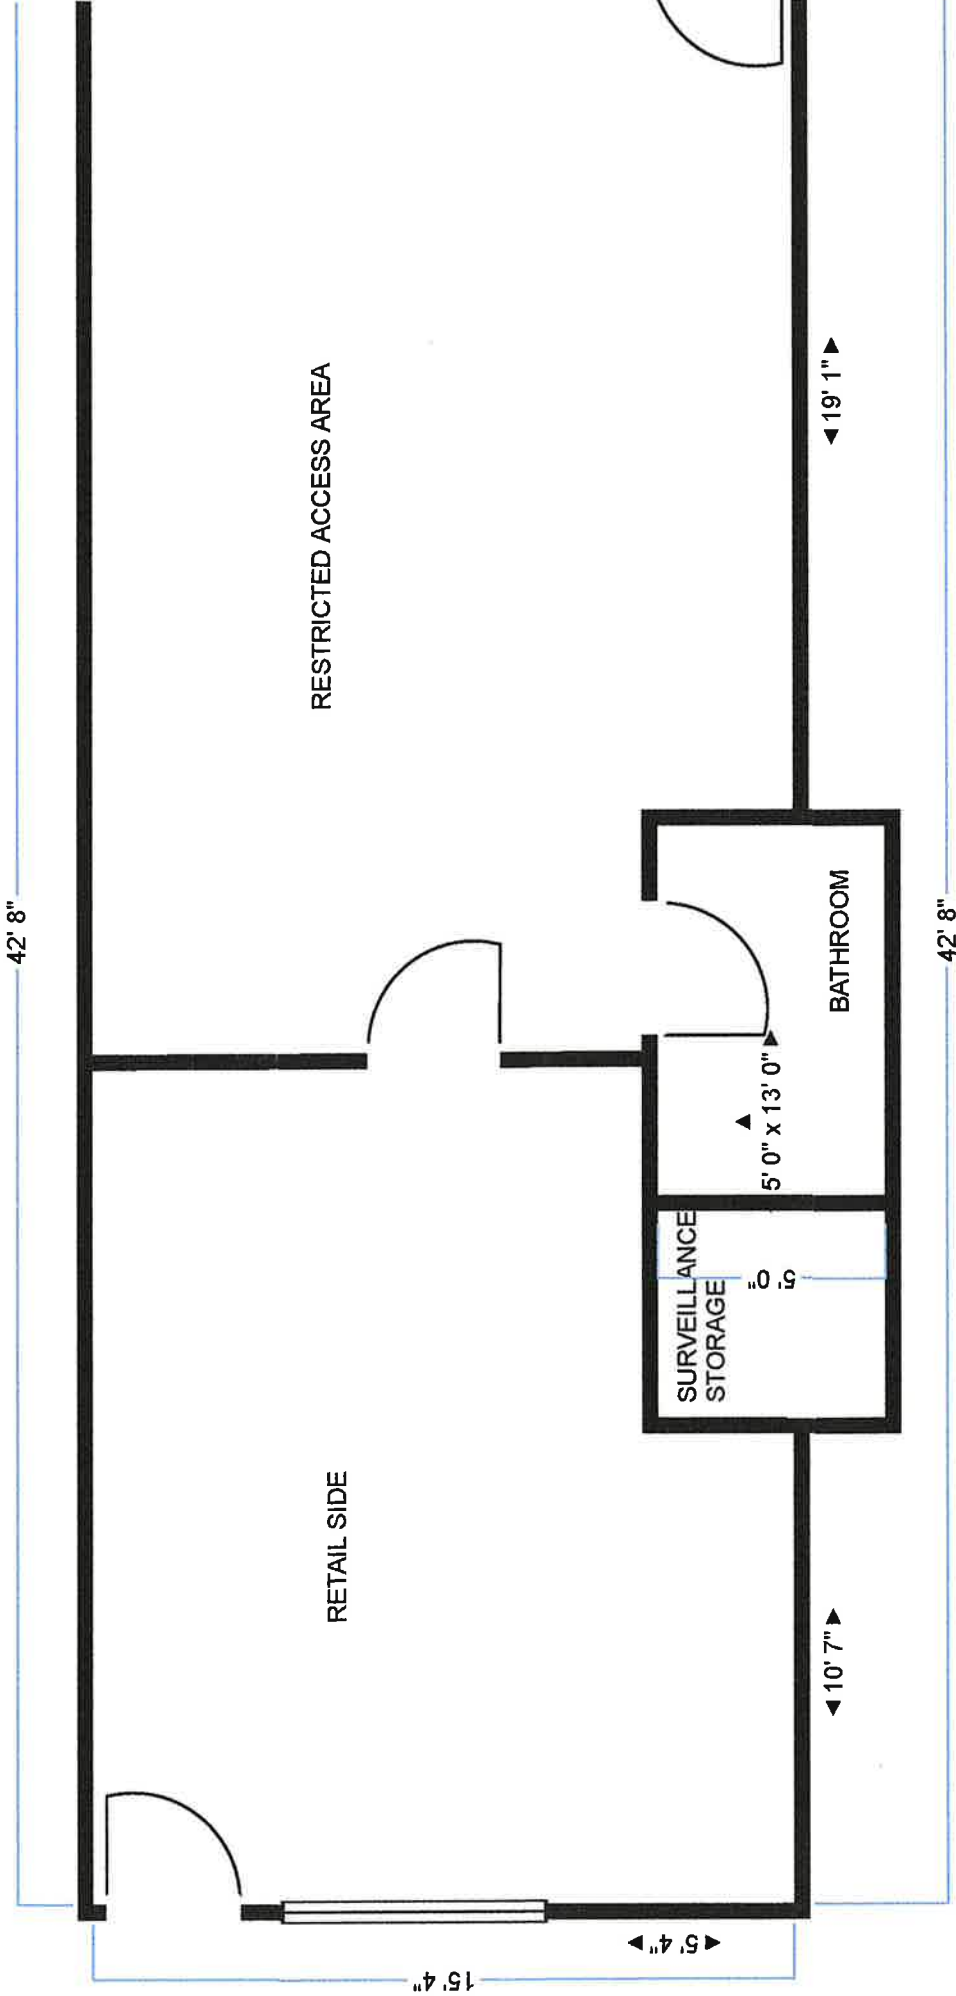 42' 8"
RESTRICTED ACCESS AREA
19' 1"
BATHROOM
5' 0" x 13' 0"
42' 8"
SURVEILLANCE
STORAGE
5' 0"
RETAIL SIDE
10' 7"
5' 4"
15' 4"